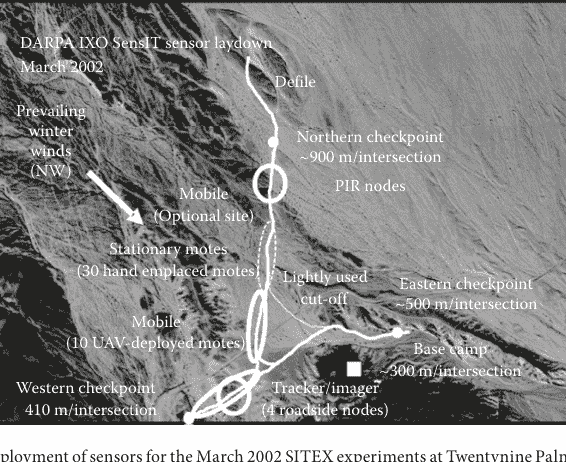 DARPA IXO SensIT sensor laydown
March 2002
Defile
Prevailing
winter
winds
(NW)
Northern checkpoint
~900 m/intersection
PIR nodes
Mobile
(Optional site)
Stationary motes
(30 hand emplaced motes)
Lightly used
cut-off
Eastern checkpoint
~500 m/intersection
Mobile
(10 UAV-deployed motes)
Base camp
~300 m/intersection
Western checkpoint
410 m/intersection
Tracker/imager
(4 roadside nodes)
ployment of sensors for the March 2002 SITEX experiments at Twentynine Palm